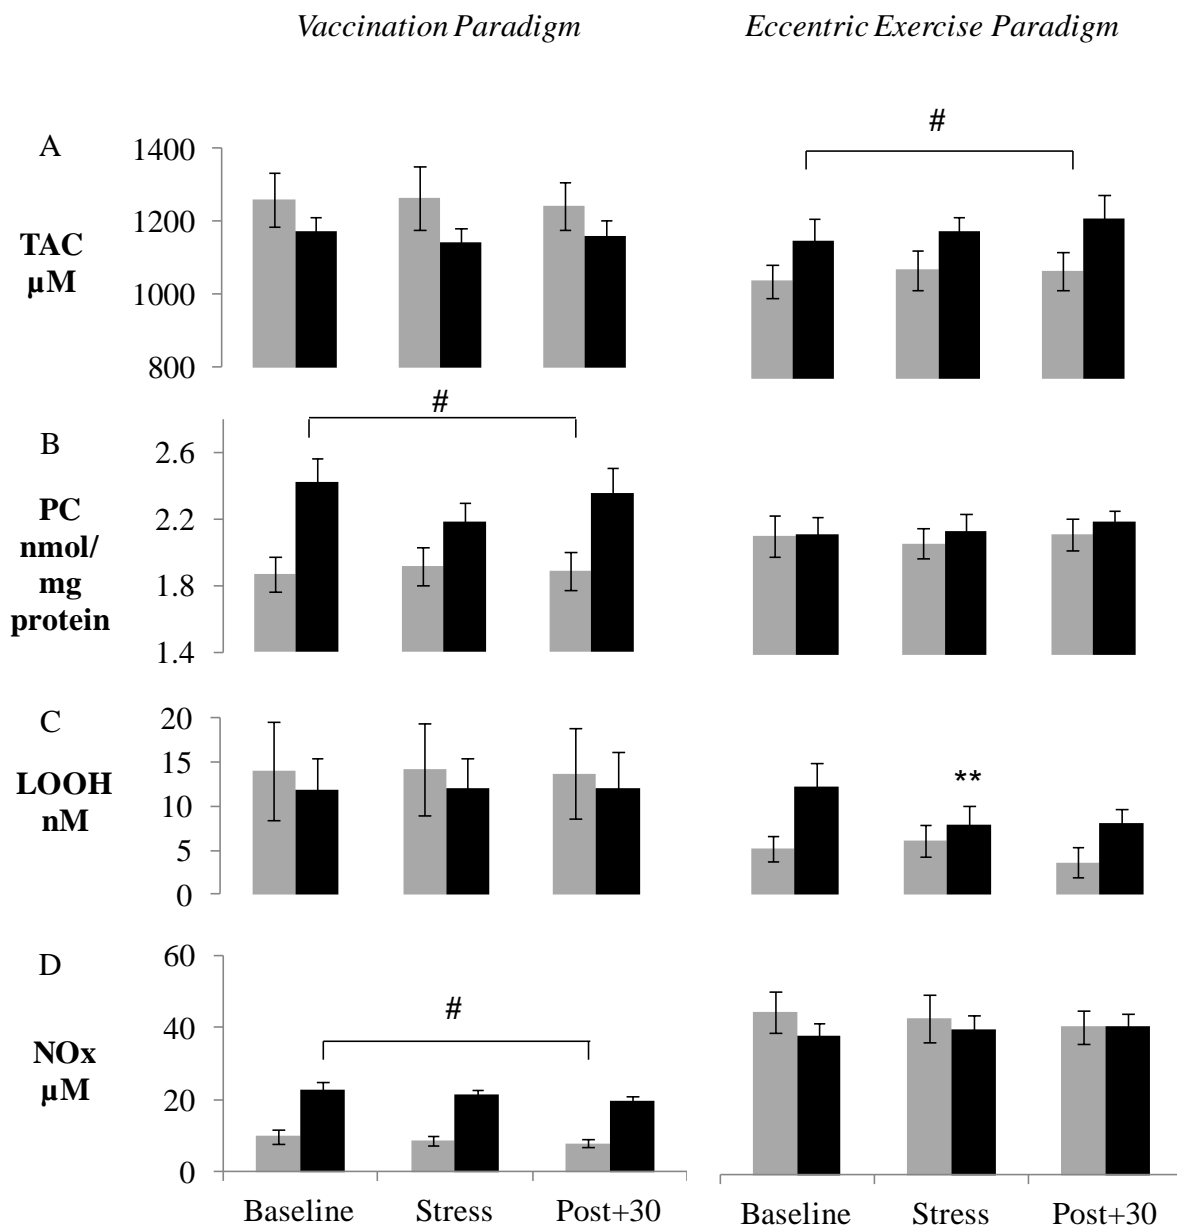 Vaccination Paradigm
Eccentric Exercise Paradigm
A
TAC
µM
1400
1200
1000
800
#
B
PC
nmol/
mg
protein
2.6
2.2
1.8
1.4
#
C
LOOH
nM
20
15
10
5
0
**
D
NOx
µM
60
40
20
0
#
Baseline Stress Post+30
Baseline Stress Post+30